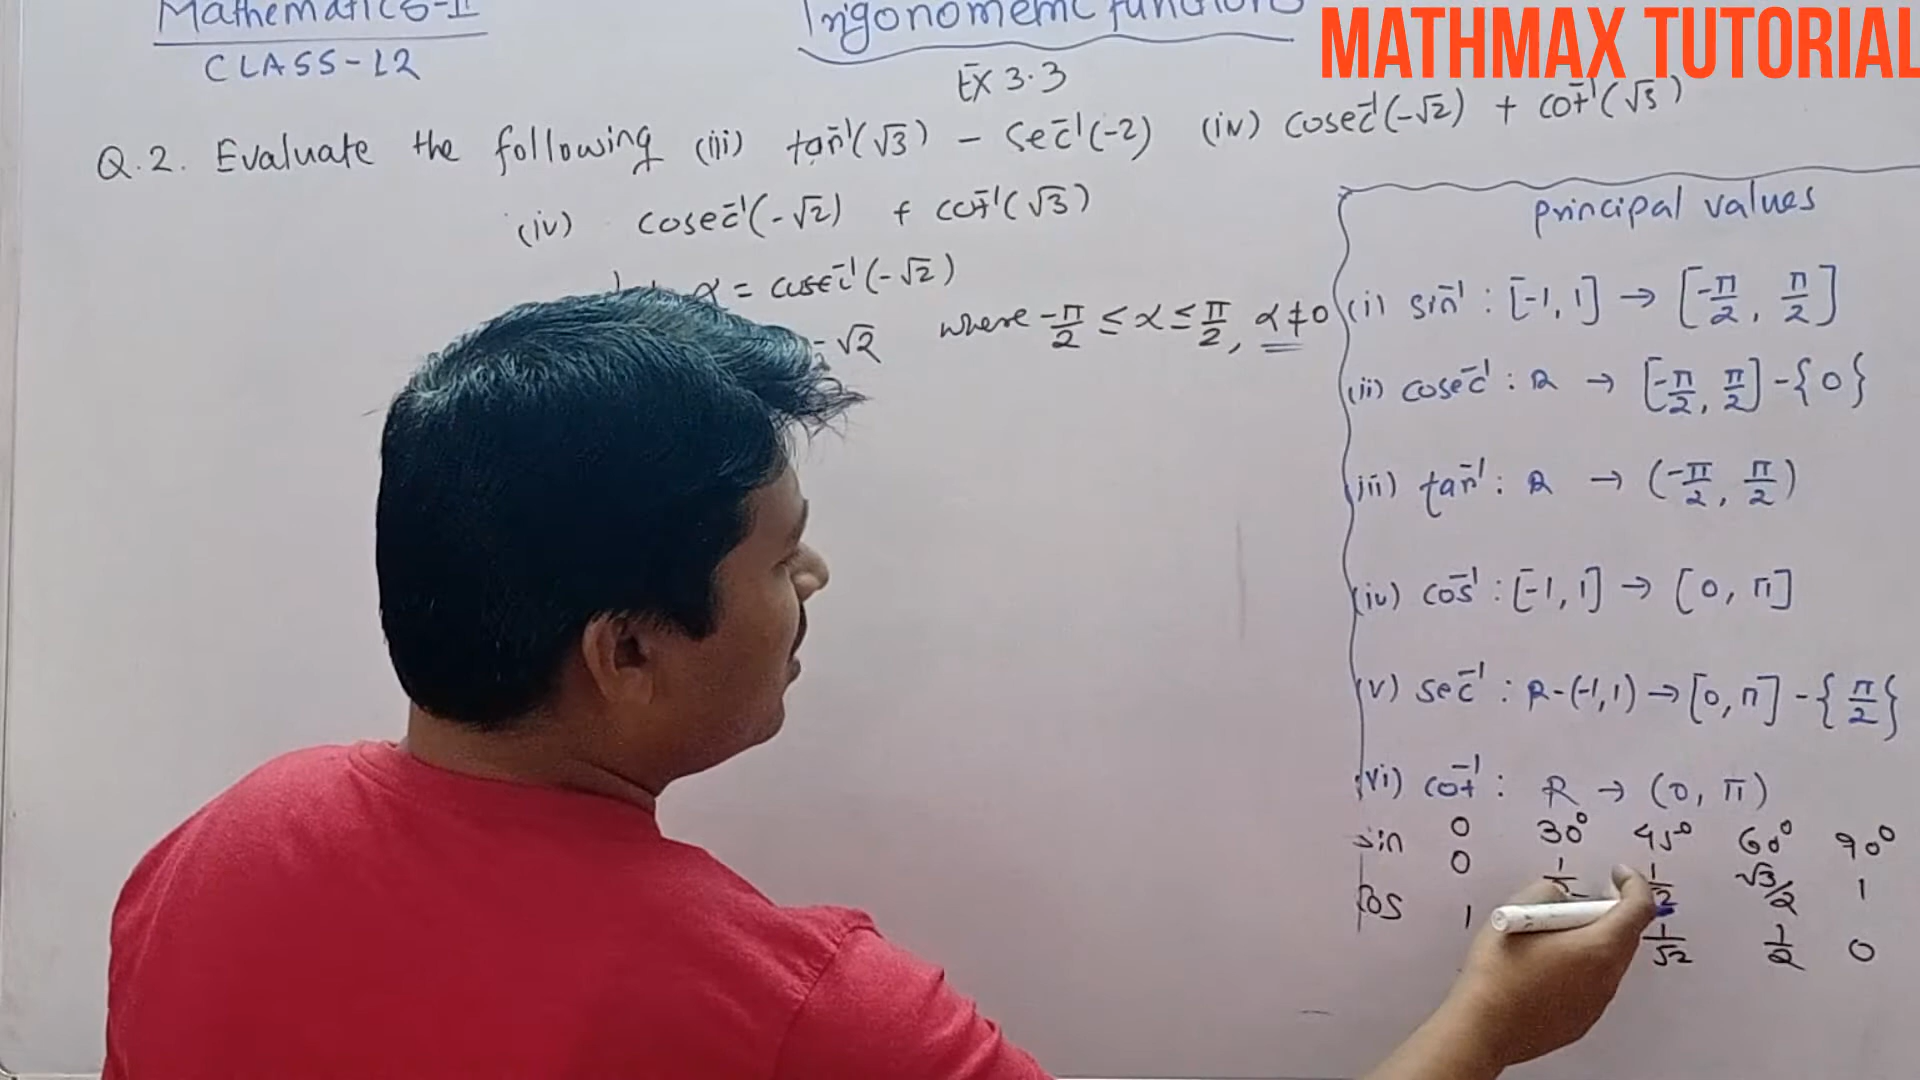 Mathematics-II
CLASS-12
Trigonometric functions
MATHMAX TUTORIAL
Ex 3.3
Q.2. Evaluate the following (iii) tan⁻¹(√3) - sec⁻¹(-2) (iv) cosec⁻¹(-√2) + cot⁻¹(√3)
(iv) cosec⁻¹(-√2) + cot⁻¹(√3)
α = cosec⁻¹(-√2)
-√2 where -π/2 ≤ α ≤ π/2, α ≠ 0
principal values
(i) sin⁻¹ : [-1, 1] → [-π/2, π/2]
(ii) cosec⁻¹ : R → [-π/2, π/2] - {0}
iii) tan⁻¹ : R → (-π/2, π/2)
(iv) cos⁻¹ : [-1, 1] → [0, π]
(v) sec⁻¹ : R-(-1,1) → [0, π] - {π/2}
(vi) cot⁻¹ : R → (0, π)
sin 0 30° 45° 60° 90°
0 √3/2 1
cos 1 1/√2 1/2 0